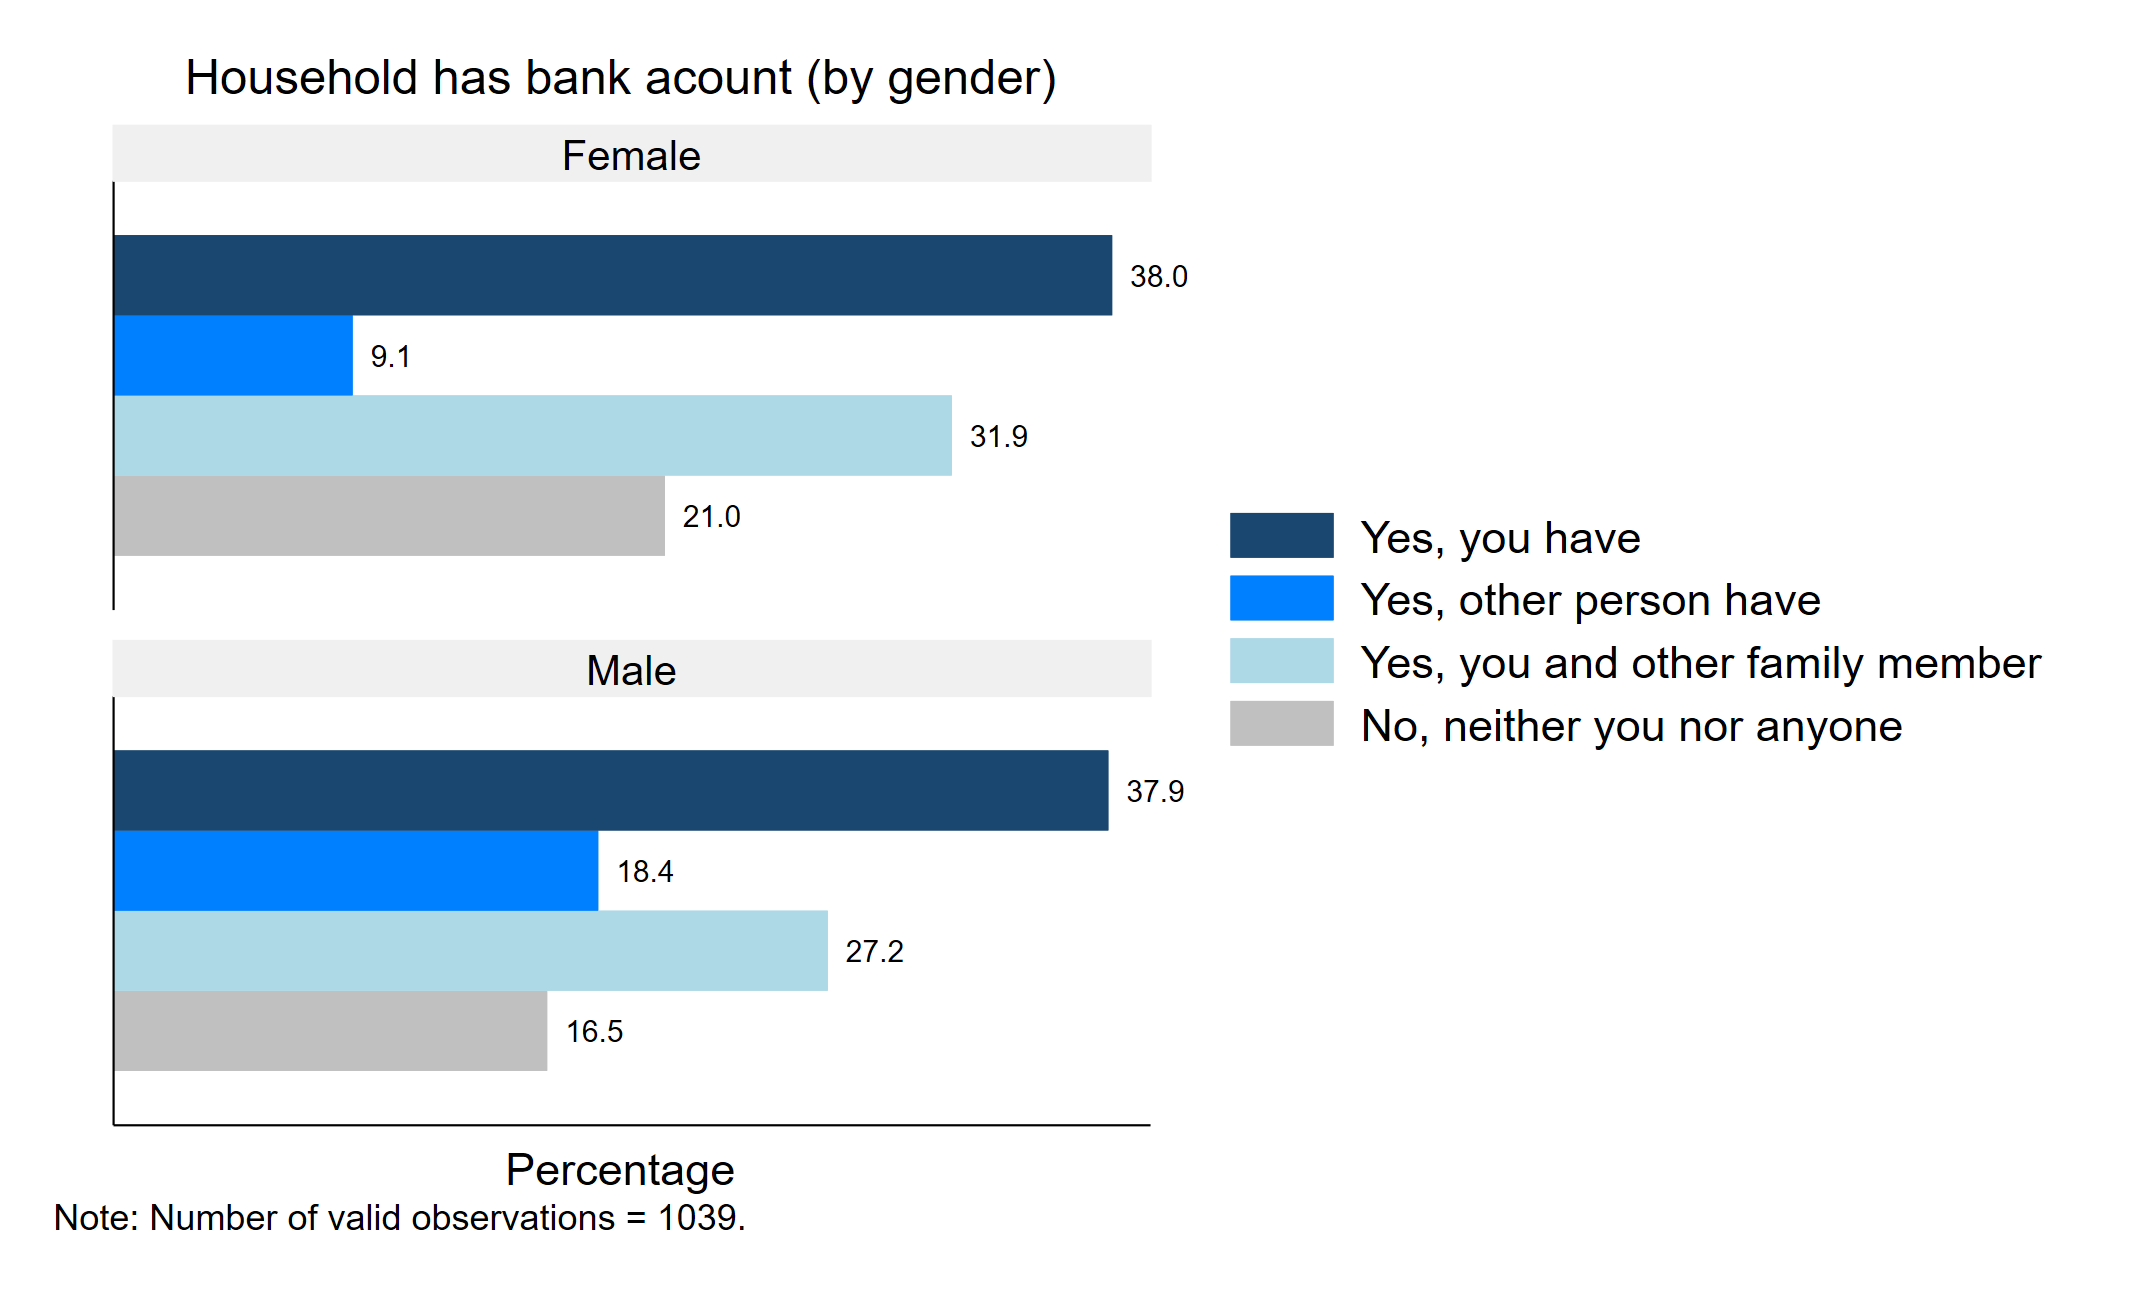 Household has bank acount (by gender)
Female
38.0
9.1
31.9
21.0
Male
37.9
18.4
27.2
16.5
Percentage
Note: Number of valid observations = 1039.
Yes, you have
Yes, other person have
Yes, you and other family member
No, neither you nor anyone